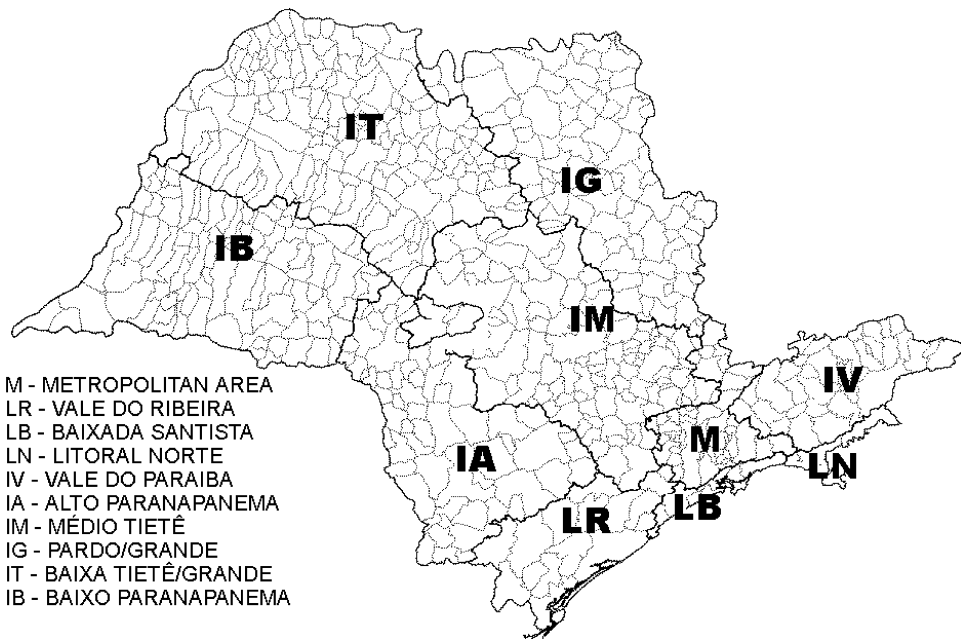 IT
IG
IB
IM
IV
M
IA
LN
LB
LR
M - METROPOLITAN AREA
LR - VALE DO RIBEIRA
LB - BAIXADA SANTISTA
LN - LITORAL NORTE
IV - VALE DO PARAIBA
IA - ALTO PARANAPANEMA
IM - MÉDIO TIETÊ
IG - PARDO/GRANDE
IT - BAIXA TIETÊ/GRANDE
IB - BAIXO PARANAPANEMA